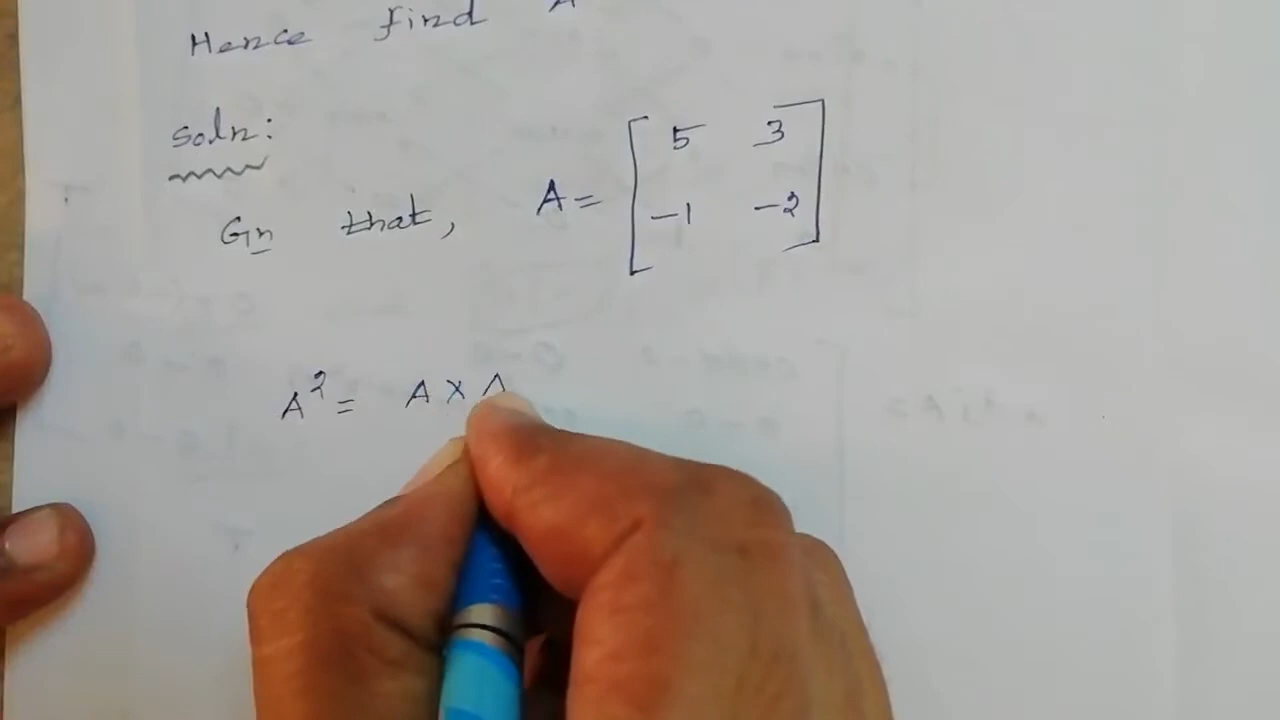 Hence find A
Soln:
Gn that, A = [ 5 3
-1 -2 ]
A² = A × A